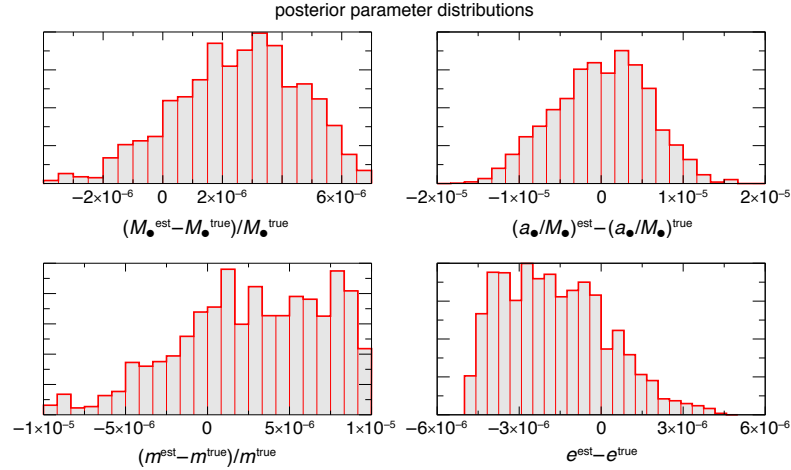 posterior parameter distributions
−2×10⁻⁶ 0 2×10⁻⁶ 6×10⁻⁶
(M●ᵉˢᵗ−M●ᵗʳᵘᵉ)/M●ᵗʳᵘᵉ
−2×10⁻⁵ −1×10⁻⁵ 0 1×10⁻⁵ 2×10⁻⁵
(a●/M●)ᵉˢᵗ−(a●/M●)ᵗʳᵘᵉ
−1×10⁻⁵ −5×10⁻⁶ 0 5×10⁻⁶ 1×10⁻⁵
(mᵉˢᵗ−mᵗʳᵘᵉ)/mᵗʳᵘᵉ
−6×10⁻⁶ −3×10⁻⁶ 0 3×10⁻⁶ 6×10⁻⁶
eᵉˢᵗ−eᵗʳᵘᵉ